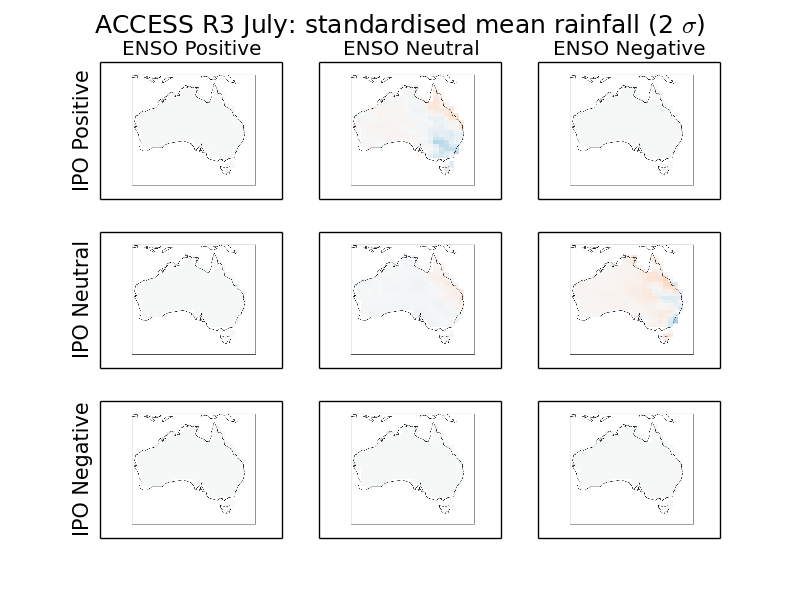 ACCESS R3 July: standardised mean rainfall (2 σ)
ENSO Positive
ENSO Neutral
ENSO Negative
IPO Positive
IPO Neutral
IPO Negative